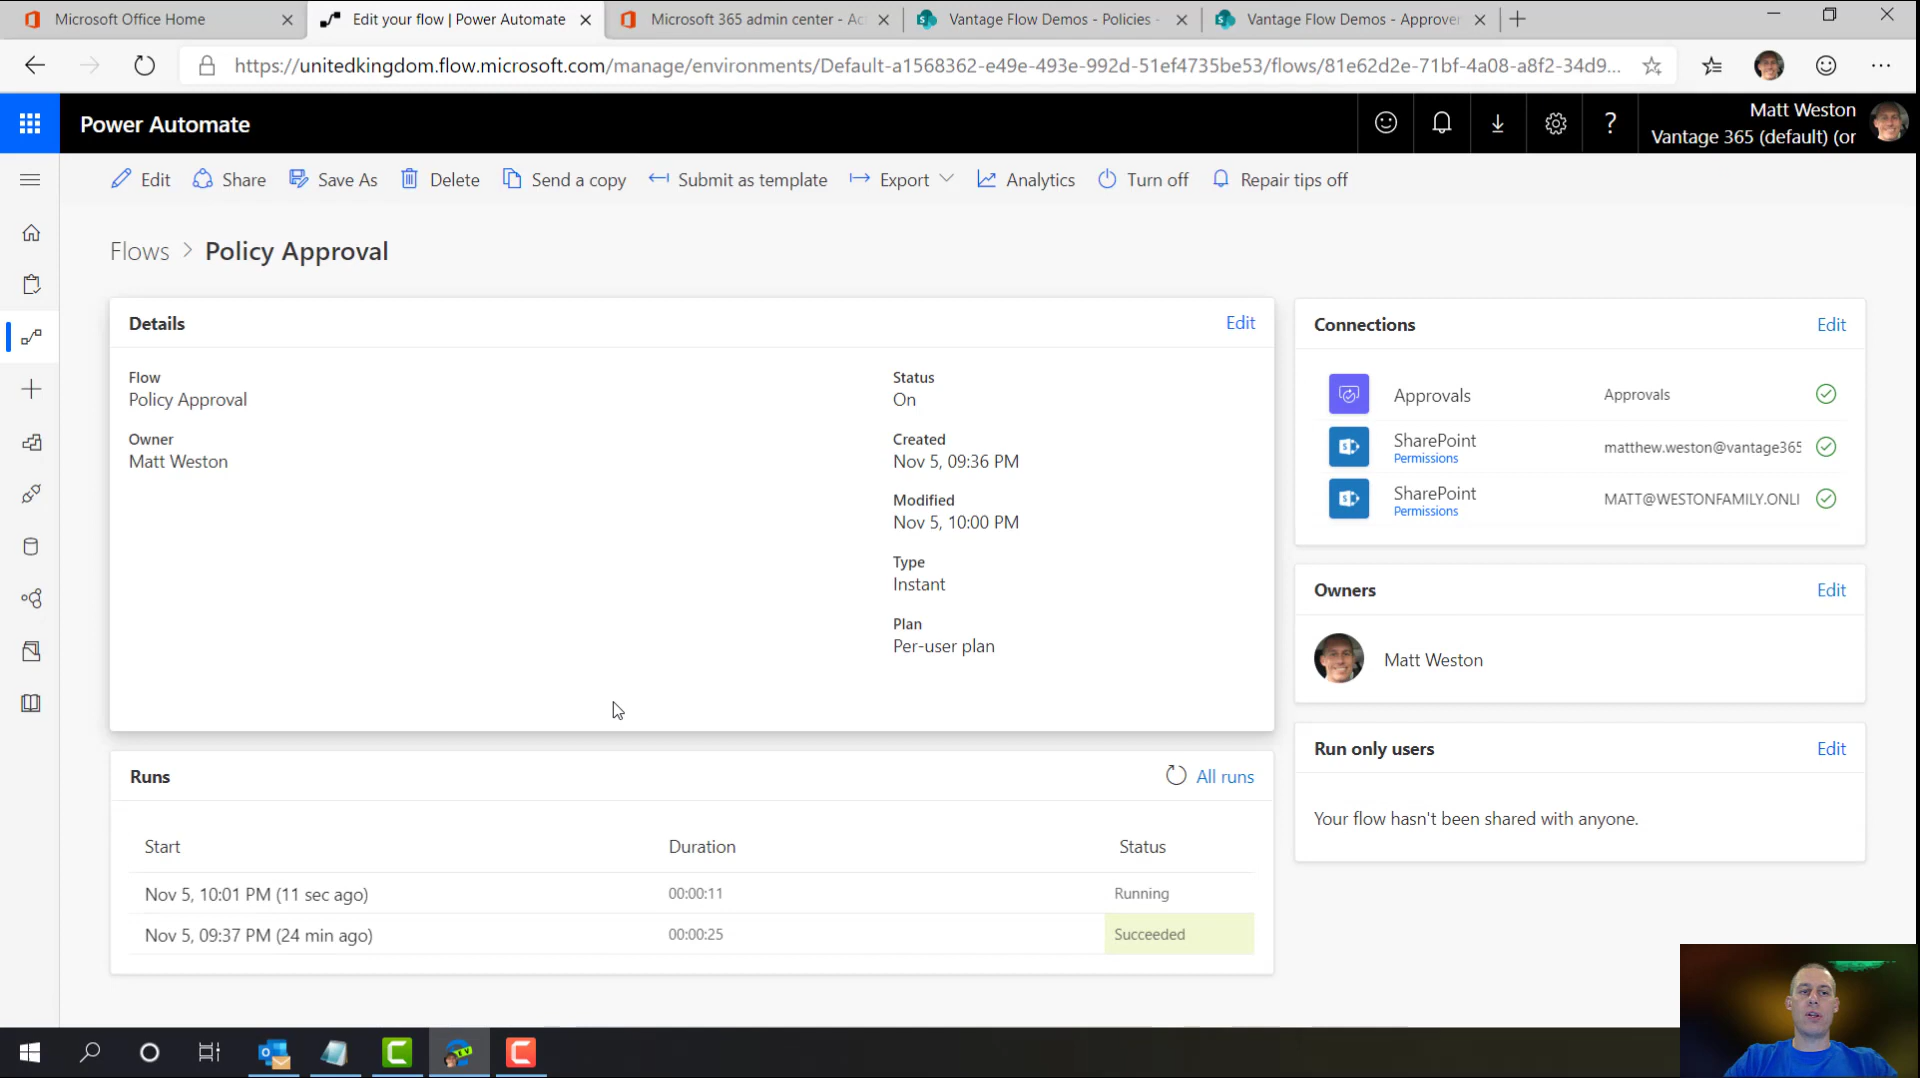 Microsoft Office Home
Edit your flow | Power Automate
Microsoft 365 admin center - Ac
Vantage Flow Demos - Policies -
Vantage Flow Demos - Approver
https://unitedkingdom.flow.microsoft.com/manage/environments/Default-a1568362-e49e-493e-992d-51ef4735be53/flows/81e62d2e-71bf-4a08-a8f2-34d9...
Power Automate
Matt Weston
Vantage 365 (default) (or
Edit
Share
Save As
Delete
Send a copy
Submit as template
Export
Analytics
Turn off
Repair tips off
Flows > Policy Approval
Details
Edit
Flow
Policy Approval
Owner
Matt Weston
Status
On
Created
Nov 5, 09:36 PM
Modified
Nov 5, 10:00 PM
Type
Instant
Plan
Per-user plan
Connections
Edit
Approvals
Approvals
SharePoint
Permissions
matthew.weston@vantage365
SharePoint
Permissions
MATT@WESTONFAMILY.ONLI
Owners
Edit
Matt Weston
Run only users
Edit
Your flow hasn't been shared with anyone.
Runs
All runs
Start
Duration
Status
Nov 5, 10:01 PM (11 sec ago)
00:00:11
Running
Nov 5, 09:37 PM (24 min ago)
00:00:25
Succeeded